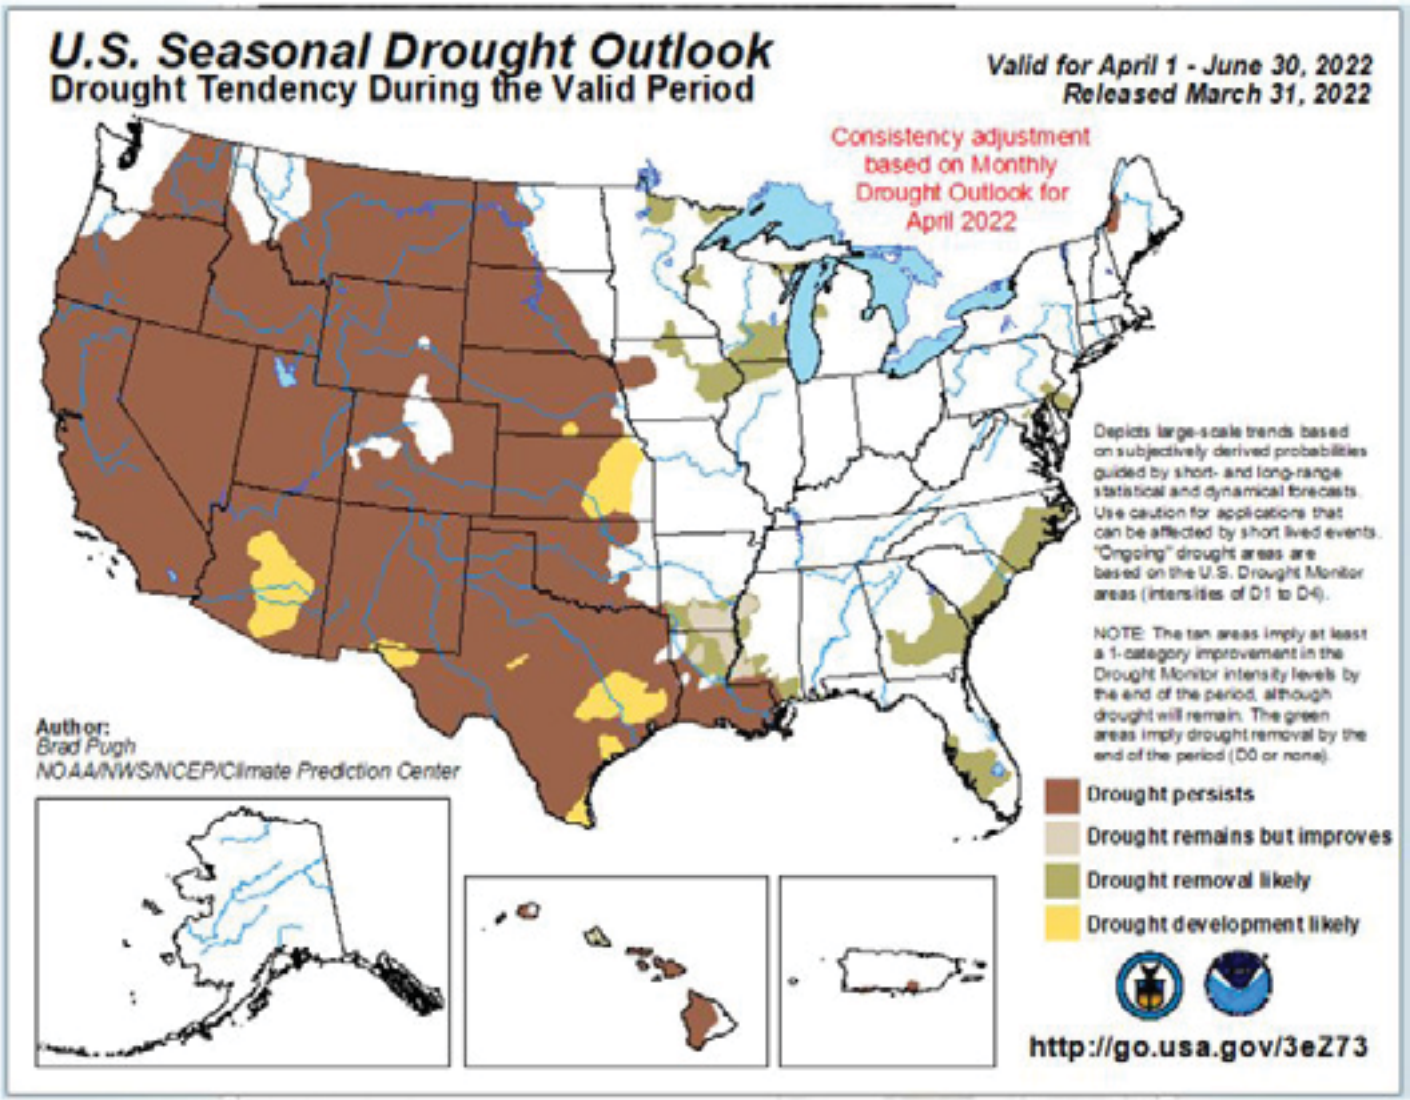 U.S. Seasonal Drought Outlook
Drought Tendency During the Valid Period
Valid for April 1 - June 30, 2022
Released March 31, 2022
Consistency adjustment
based on Monthly
Drought Outlook for
April 2022
Depicts large-scale trends based
on subjectively derived probabilities
guided by short- and long-range
statistical and dynamical forecasts.
Use caution for applications that
can be affected by short lived events.
"Ongoing" drought areas are
based on the U.S. Drought Monitor
areas (intensities of D1 to D4).
NOTE: The tan areas imply at least
a 1-category improvement in the
Drought Monitor intensity levels by
the end of the period, although
drought will remain. The green
areas imply drought removal by the
end of the period (D0 or none).
Author:
Brad Pugh
NOAA/NWS/NCEP/Climate Prediction Center
Drought persists
Drought remains but improves
Drought removal likely
Drought development likely
http://go.usa.gov/3eZ73